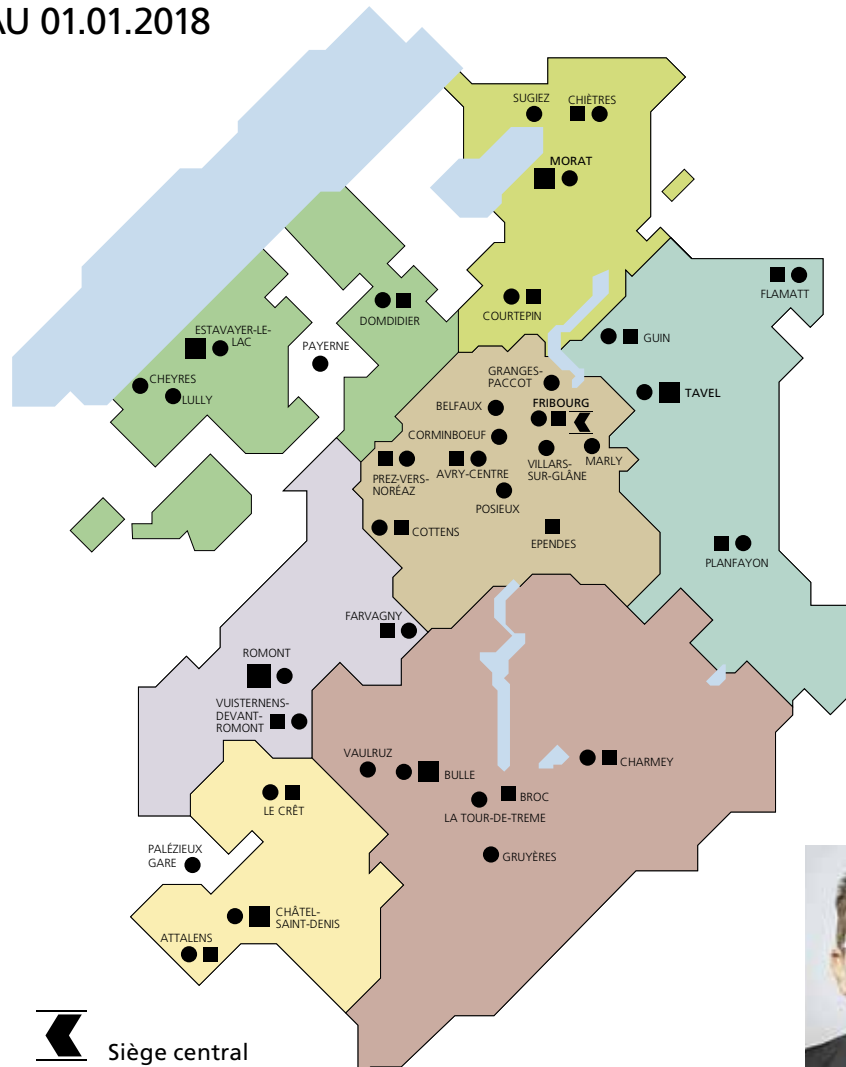 AU 01.01.2018
SUGIEZ
CHIÈTRES
MORAT
FLAMATT
COURTEPIN
DOMDIDIER
ESTAVAYER-LE-
LAC
GUIN
PAYERNE
CHEYRES
LULLY
GRANGES-
PACCOT
TAVEL
BELFAUX
FRIBOURG
CORMINBOEUF
VILLARS-
SUR-GLÂNE
MARLY
PREZ-VERS-
NORÉAZ
AVRY-CENTRE
POSIEUX
COTTENS
EPENDES
PLANFAYON
FARVAGNY
ROMONT
VUISTERNENS-
DEVANT-
ROMONT
VAULRUZ
BULLE
CHARMEY
BROC
LA TOUR-DE-TREME
LE CRÊT
PALÉZIEUX
GARE
GRUYÈRES
CHÂTEL-
SAINT-DENIS
ATTALENS
Siège central